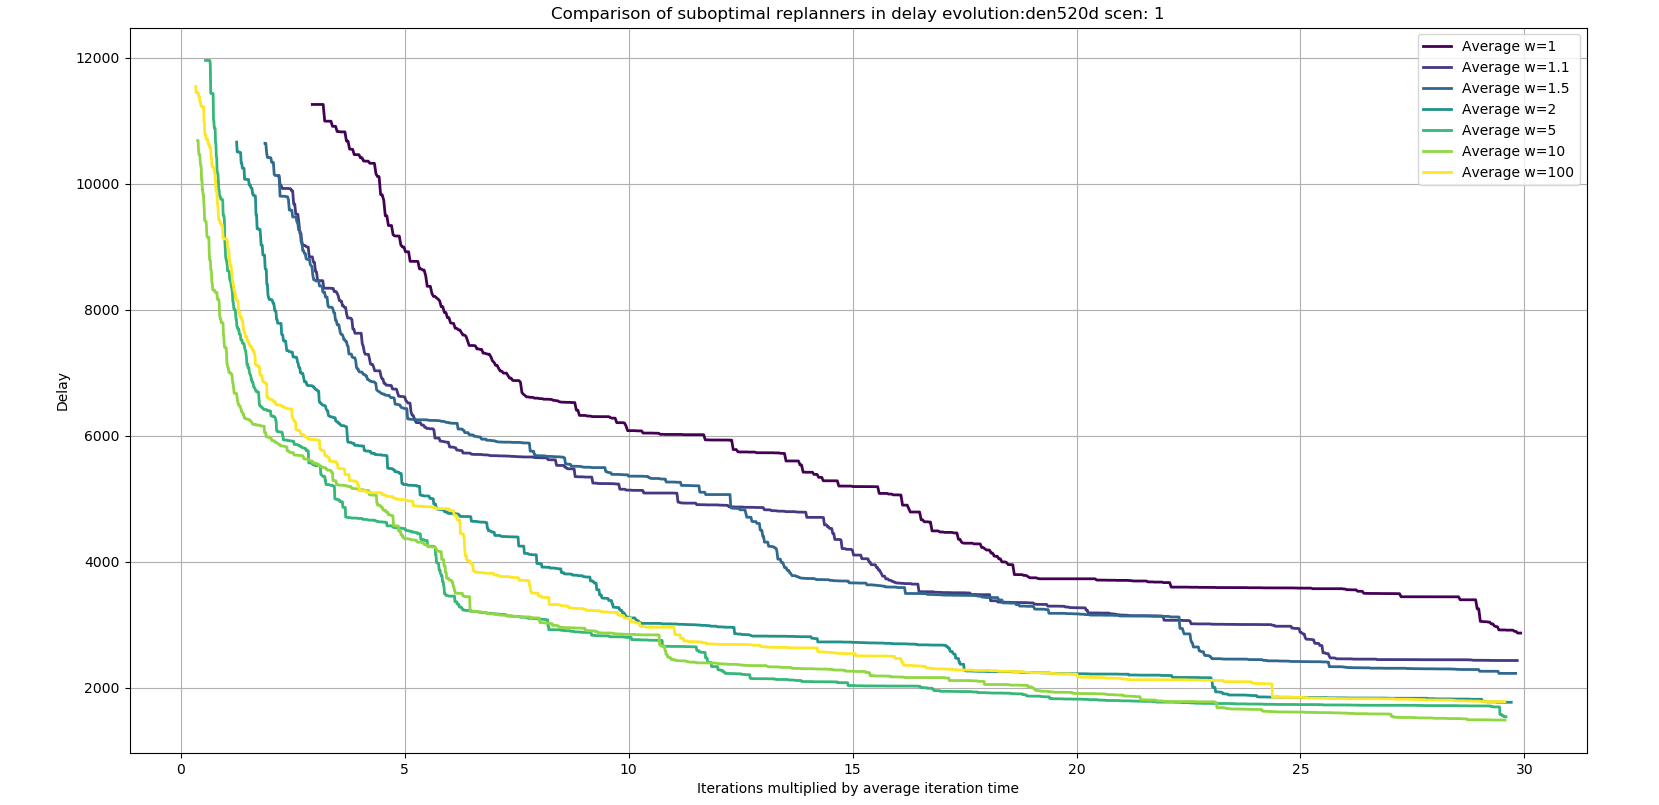 Comparison of suboptimal replanners in delay evolution:den520d scen: 1
12000
10000
8000
6000
4000
2000
Delay
Average w=1
Average w=1.1
Average w=1.5
Average w=2
Average w=5
Average w=10
Average w=100
0 5 10 15 20 25 30
Iterations multiplied by average iteration time